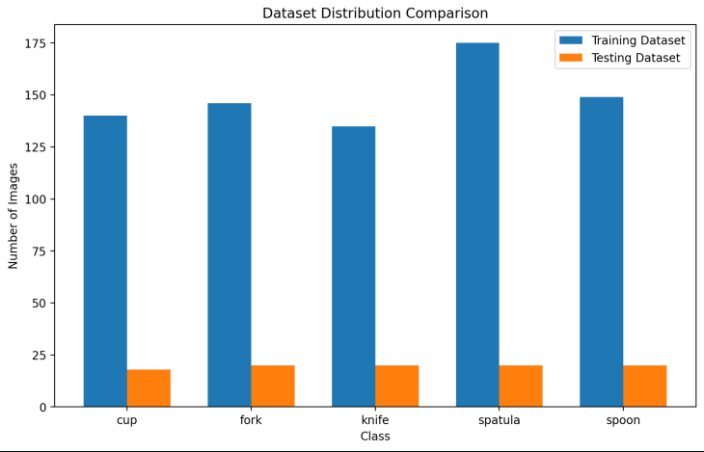 Dataset Distribution Comparison
Training Dataset
Testing Dataset
175
150
125
100
75
50
25
0
Number of Images
cup fork knife spatula spoon
Class